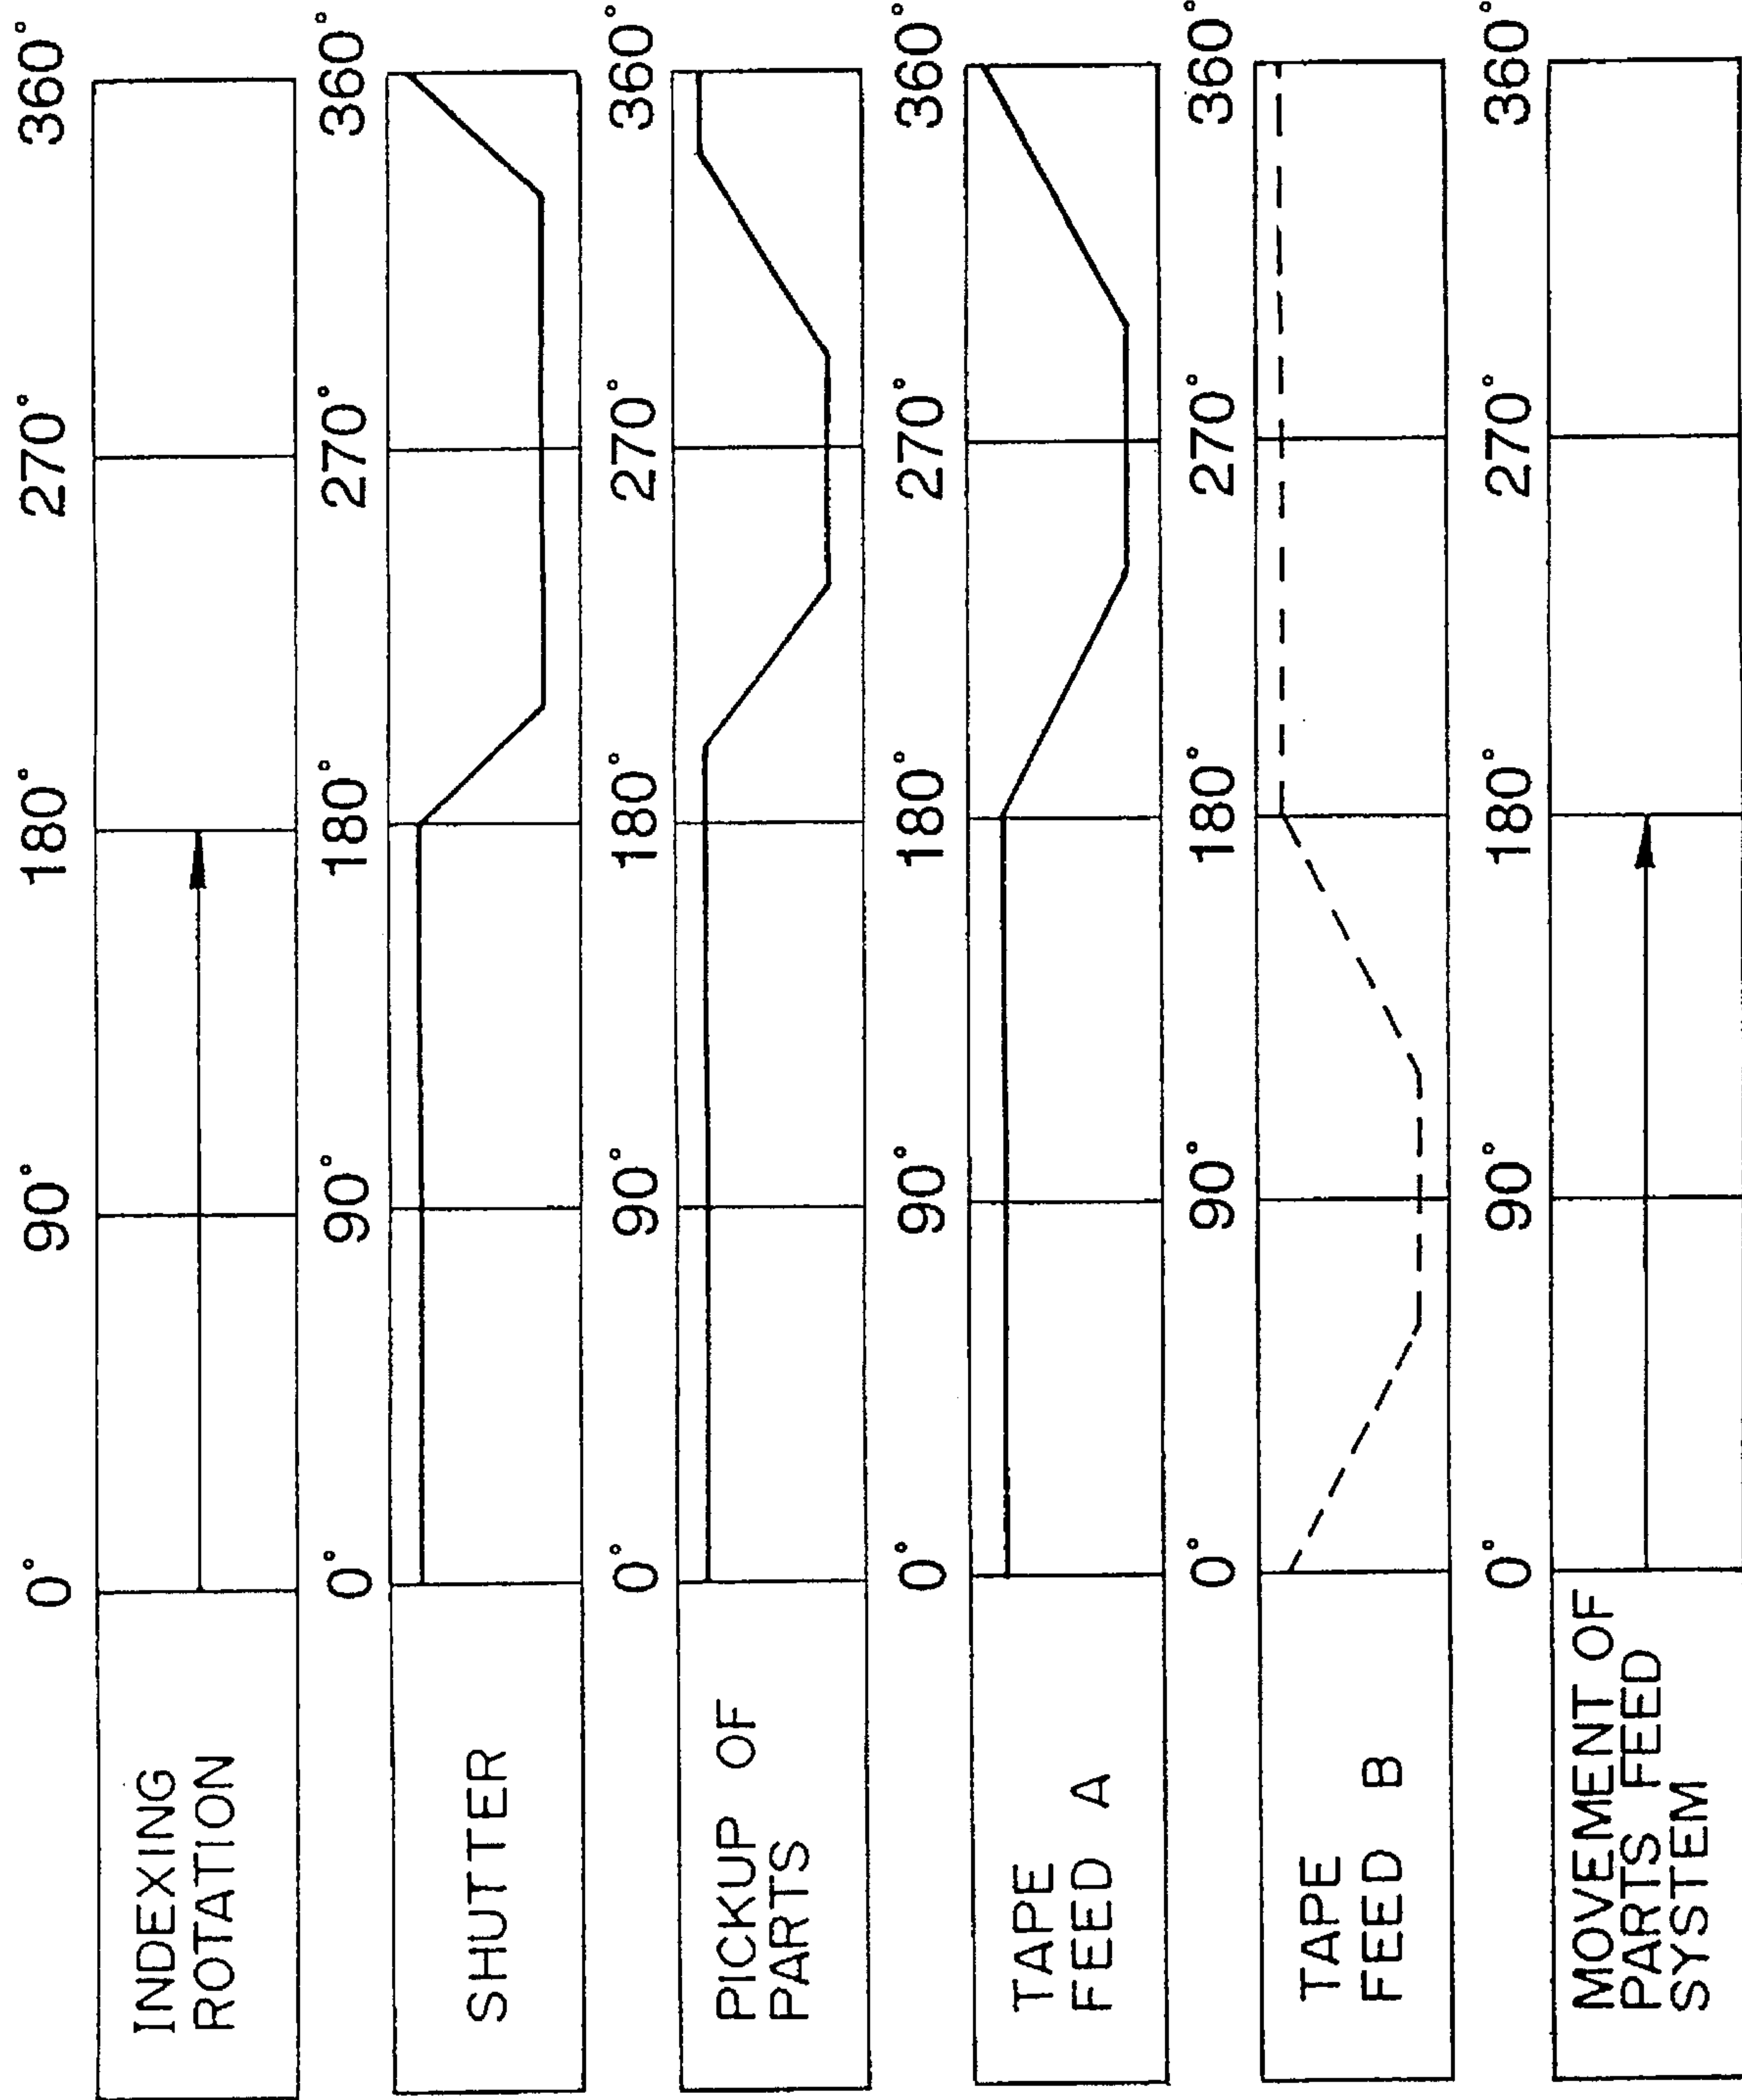 0° 90° 180° 270° 360°
INDEXING
ROTATION
0° 90° 180° 270° 360°
SHUTTER
0° 90° 180° 270° 360°
PICKUP OF
PARTS
0° 90° 180° 270° 360°
TAPE
FEED A
0° 90° 180° 270° 360°
TAPE
FEED B
0° 90° 180° 270° 360°
MOVEMENT OF
PARTS FEED
SYSTEM